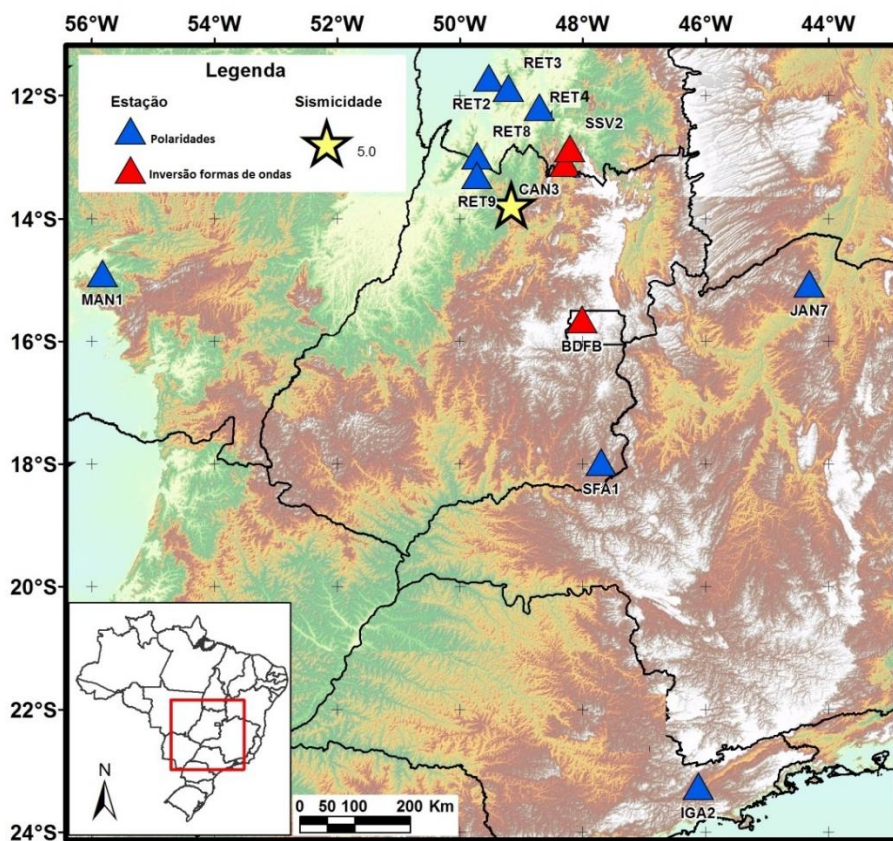 56°W 54°W 52°W 50°W 48°W 46°W 44°W
Legenda
Estação Sismicidade
Polaridades
5.0
Inversão formas de ondas
12°S
14°S
16°S
18°S
20°S
22°S
24°S
RET3
RET2
RET4
RET8
SSV2
CAN3
RET9
MAN1
JAN7
BDFB
SFA1
IGA2
N
0 50 100 200 Km